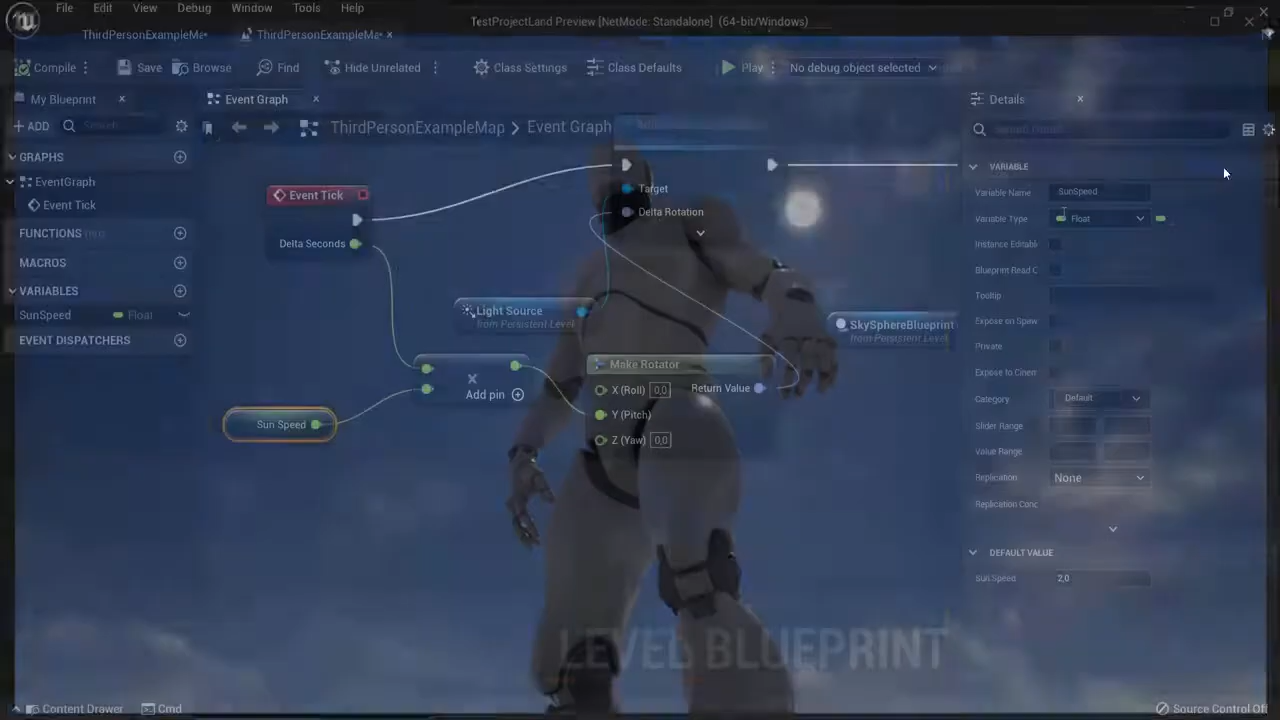 File Edit View Debug Window Tools Help
TestProjectLand Preview [NetMode: Standalone] (64-bit/Windows)
ThirdPersonExampleMa• ThirdPersonExampleMa•
Compile Save Browse Find Hide Unrelated Class Settings Class Defaults Play No debug object selected
My Blueprint Event Graph Details
ADD Search
ThirdPersonExampleMap > Event Graph
GRAPHS
EventGraph
Event Tick
FUNCTIONS
MACROS
VARIABLES
SunSpeed Float
EVENT DISPATCHERS
Event Tick
Delta Seconds
Target
Delta Rotation
Light Source
from Persistent Level
SkySphereBlueprint
from Persistent Level
Add pin
Sun Speed
Make Rotator
X (Roll) 0,0
Return Value
Y (Pitch)
Z (Yaw) 0,0
VARIABLE
Variable Name SunSpeed
Variable Type Float
Instance Editabl
Blueprint Read C
Tooltip
Expose on Spaw
Private
Expose to Cinem
Category Default
Slider Range
Value Range
Replication None
Replication Conc
DEFAULT VALUE
Sun Speed 2,0
LEVEL BLUEPRINT
Content Drawer Cmd
Source Control Off